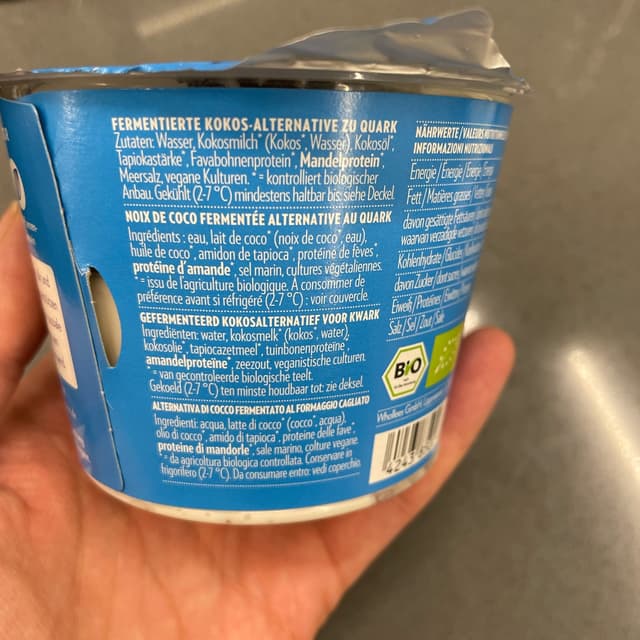 FERMENTIERTE KOKOS-ALTERNATIVE ZU QUARK
Zutaten: Wasser, Kokosmilch* (Kokos*, Wasser), Kokosöl*,
Tapiokastärke*, Favabohnenprotein*, Mandelprotein*,
Meersalz, vegane Kulturen. *= kontrolliert biologischer
Anbau. Gekühlt (2-7 °C) mindestens haltbar bis: siehe Deckel.
NOIX DE COCO FERMENTÉE ALTERNATIVE AU QUARK
Ingrédients : eau, lait de coco* (noix de coco*, eau),
huile de coco*, amidon de tapioca*, protéine de fèves*,
protéine d'amande*, sel marin, cultures végétaliennes.
*= issu de l'agriculture biologique. A consommer de
préférence avant si réfrigéré (2-7 °C) : voir couvercle.
GEFERMENTEERD KOKOSALTERNATIEF VOOR KWARK
Ingrediënten: water, kokosmelk* (kokos*, water),
kokosolie*, tapiocazetmeel*, tuinbonenproteine*,
amandelproteine*, zeezout, veganistische culturen.
*= van gecontroleerde biologische teelt.
Gekoeld (2-7 °C) ten minste houdbaar tot: zie deksel.
ALTERNATIVA DI COCCO FERMENTATO AL FORMAGGIO CAGLIATO
Ingredienti: acqua, latte di cocco* (cocco*, acqua),
olio di cocco*, amido di tapioca*, proteine delle fave*,
proteine di mandorle*, sale marino, colture vegane.
*da agricoltura biologica controllata. Conservare in
frigorifero (2-7 °C). Da consumare entro: vedi coperchio.
NÄHRWERTE / VALEURS
INFORMAZIONI NUTRIZIONALI
Energie / Énergie / Energie
Fett / Matières grasses
davon gesättigte Fettsäuren
waarvan verzadigde
Kohlenhydrate / Glucides
davon Zucker / dont sucres
Eiweiß / Protéines / Eiwitten
Salz / Sel / Zout / Sale
BIO
GmbH